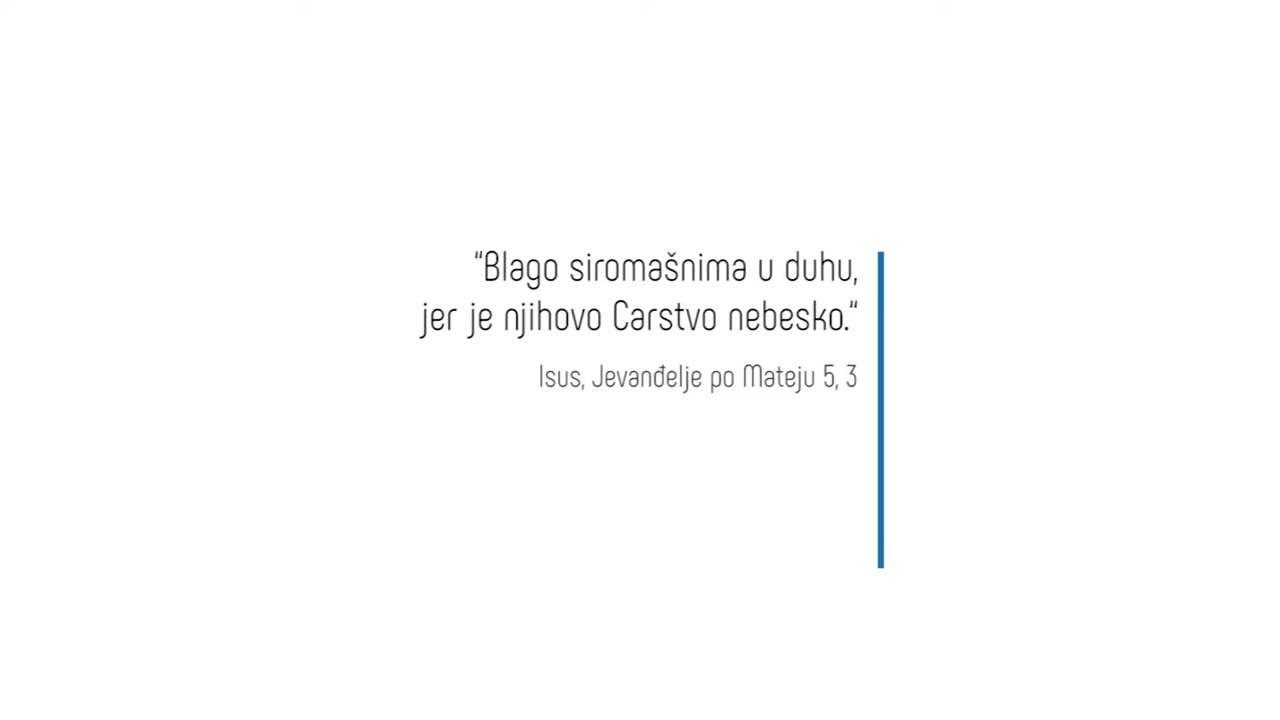 “Blago siromašnima u duhu,
jer je njihovo Carstvo nebesko.“
Isus, Jevanđelje po Mateju 5, 3